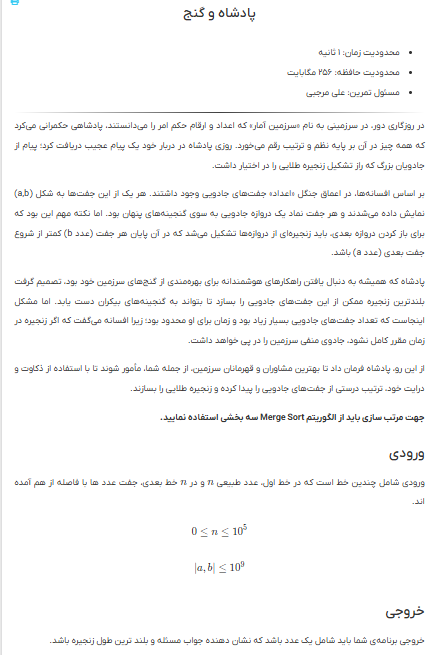 پادشاه و گنج
محدودیت زمان: ۱ ثانیه
محدودیت حافظه: ۲۵۶ مگابایت
مسئول تمرین: علی مرجبی
در روزگاری دور، در سرزمینی به نام «سرزمین آمار» که اعداد و ارقام حکم امر را می‌دانستند، پادشاهی حکمرانی می‌کرد
که همه چیز در آن بر پایه نظم و ترتیب رقم می‌خورد. روزی پادشاه در دربار خود یک پیام عجیب دریافت کرد؛ پیام از
جادویان بزرگ که راز تشکیل زنجیره طلایی را در اختیار داشت.
بر اساس افسانه‌ها، در اعماق جنگل «اعداد» جفت‌های جادویی وجود داشتند. هر یک از این جفت‌ها به شکل (a,b)
نمایش داده می‌شدند و هر جفت نماد یک دروازه جادویی به سوی گنجینه‌های پنهان بود. اما نکته مهم این بود که
برای باز کردن دروازه بعدی، باید زنجیره‌ای از دروازه‌ها تشکیل می‌شد که در آن پایان هر جفت (عدد b) کمتر از شروع
جفت بعدی (عدد a) باشد.
پادشاه که همیشه به دنبال یافتن راهکارهای هوشمندانه برای بهره‌مندی از گنج‌های سرزمین خود بود، تصمیم گرفت
بلندترین زنجیره ممکن از این جفت‌های جادویی را بسازد تا بتواند به گنجینه‌های بیکران دست یابد. اما مشکل
اینجاست که تعداد جفت‌های جادویی بسیار زیاد بود و زمان برای او محدود بود؛ زیرا افسانه می‌گفت که اگر زنجیره در
زمان مقرر کامل نشود، جادوی منفی سرزمین را در پی خواهد داشت.
از این رو، پادشاه فرمان داد تا بهترین مشاوران و قهرمانان سرزمین، از جمله شما، مأمور شوند تا با استفاده از ذکاوت و
درایت خود، ترتیب درستی از جفت‌های جادویی را پیدا کرده و زنجیره طلایی را بسازند.
جهت مرتب سازی باید از الگوریتم Merge Sort سه بخشی استفاده نمایید.
ورودی
ورودی شامل چندین خط است که در خط اول، عدد طبیعی n و در n خط بعدی، جفت عدد ها با فاصله از هم آمده
اند.
0 ≤ n ≤ 10⁵
|a, b| ≤ 10⁹
خروجی
خروجی برنامه‌ی شما باید شامل یک عدد باشد که نشان دهنده جواب مسئله و بلند ترین طول زنجیره باشد.